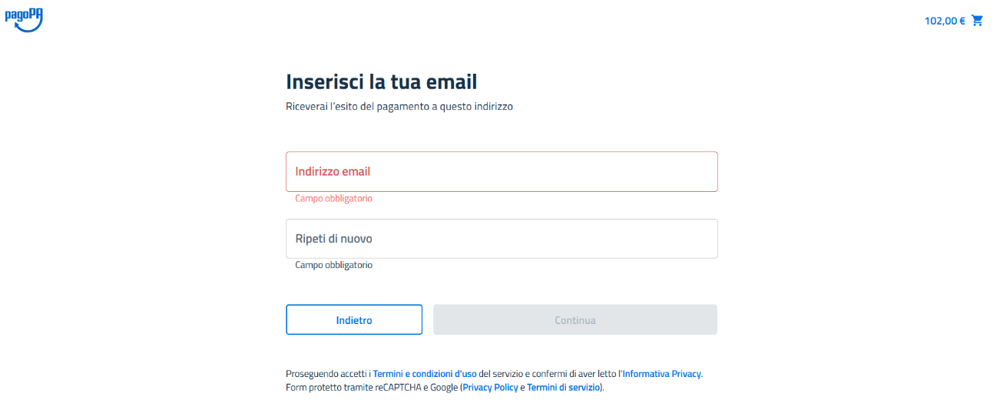 pagoPA
102,00 €
Inserisci la tua email
Riceverai l'esito del pagamento a questo indirizzo
Indirizzo email
Campo obbligatorio
Ripeti di nuovo
Campo obbligatorio
Indietro
Continua
Proseguendo accetti i Termini e condizioni d'uso del servizio e confermi di aver letto l'Informativa Privacy.
Form protetto tramite reCAPTCHA e Google (Privacy Policy e Termini di servizio).